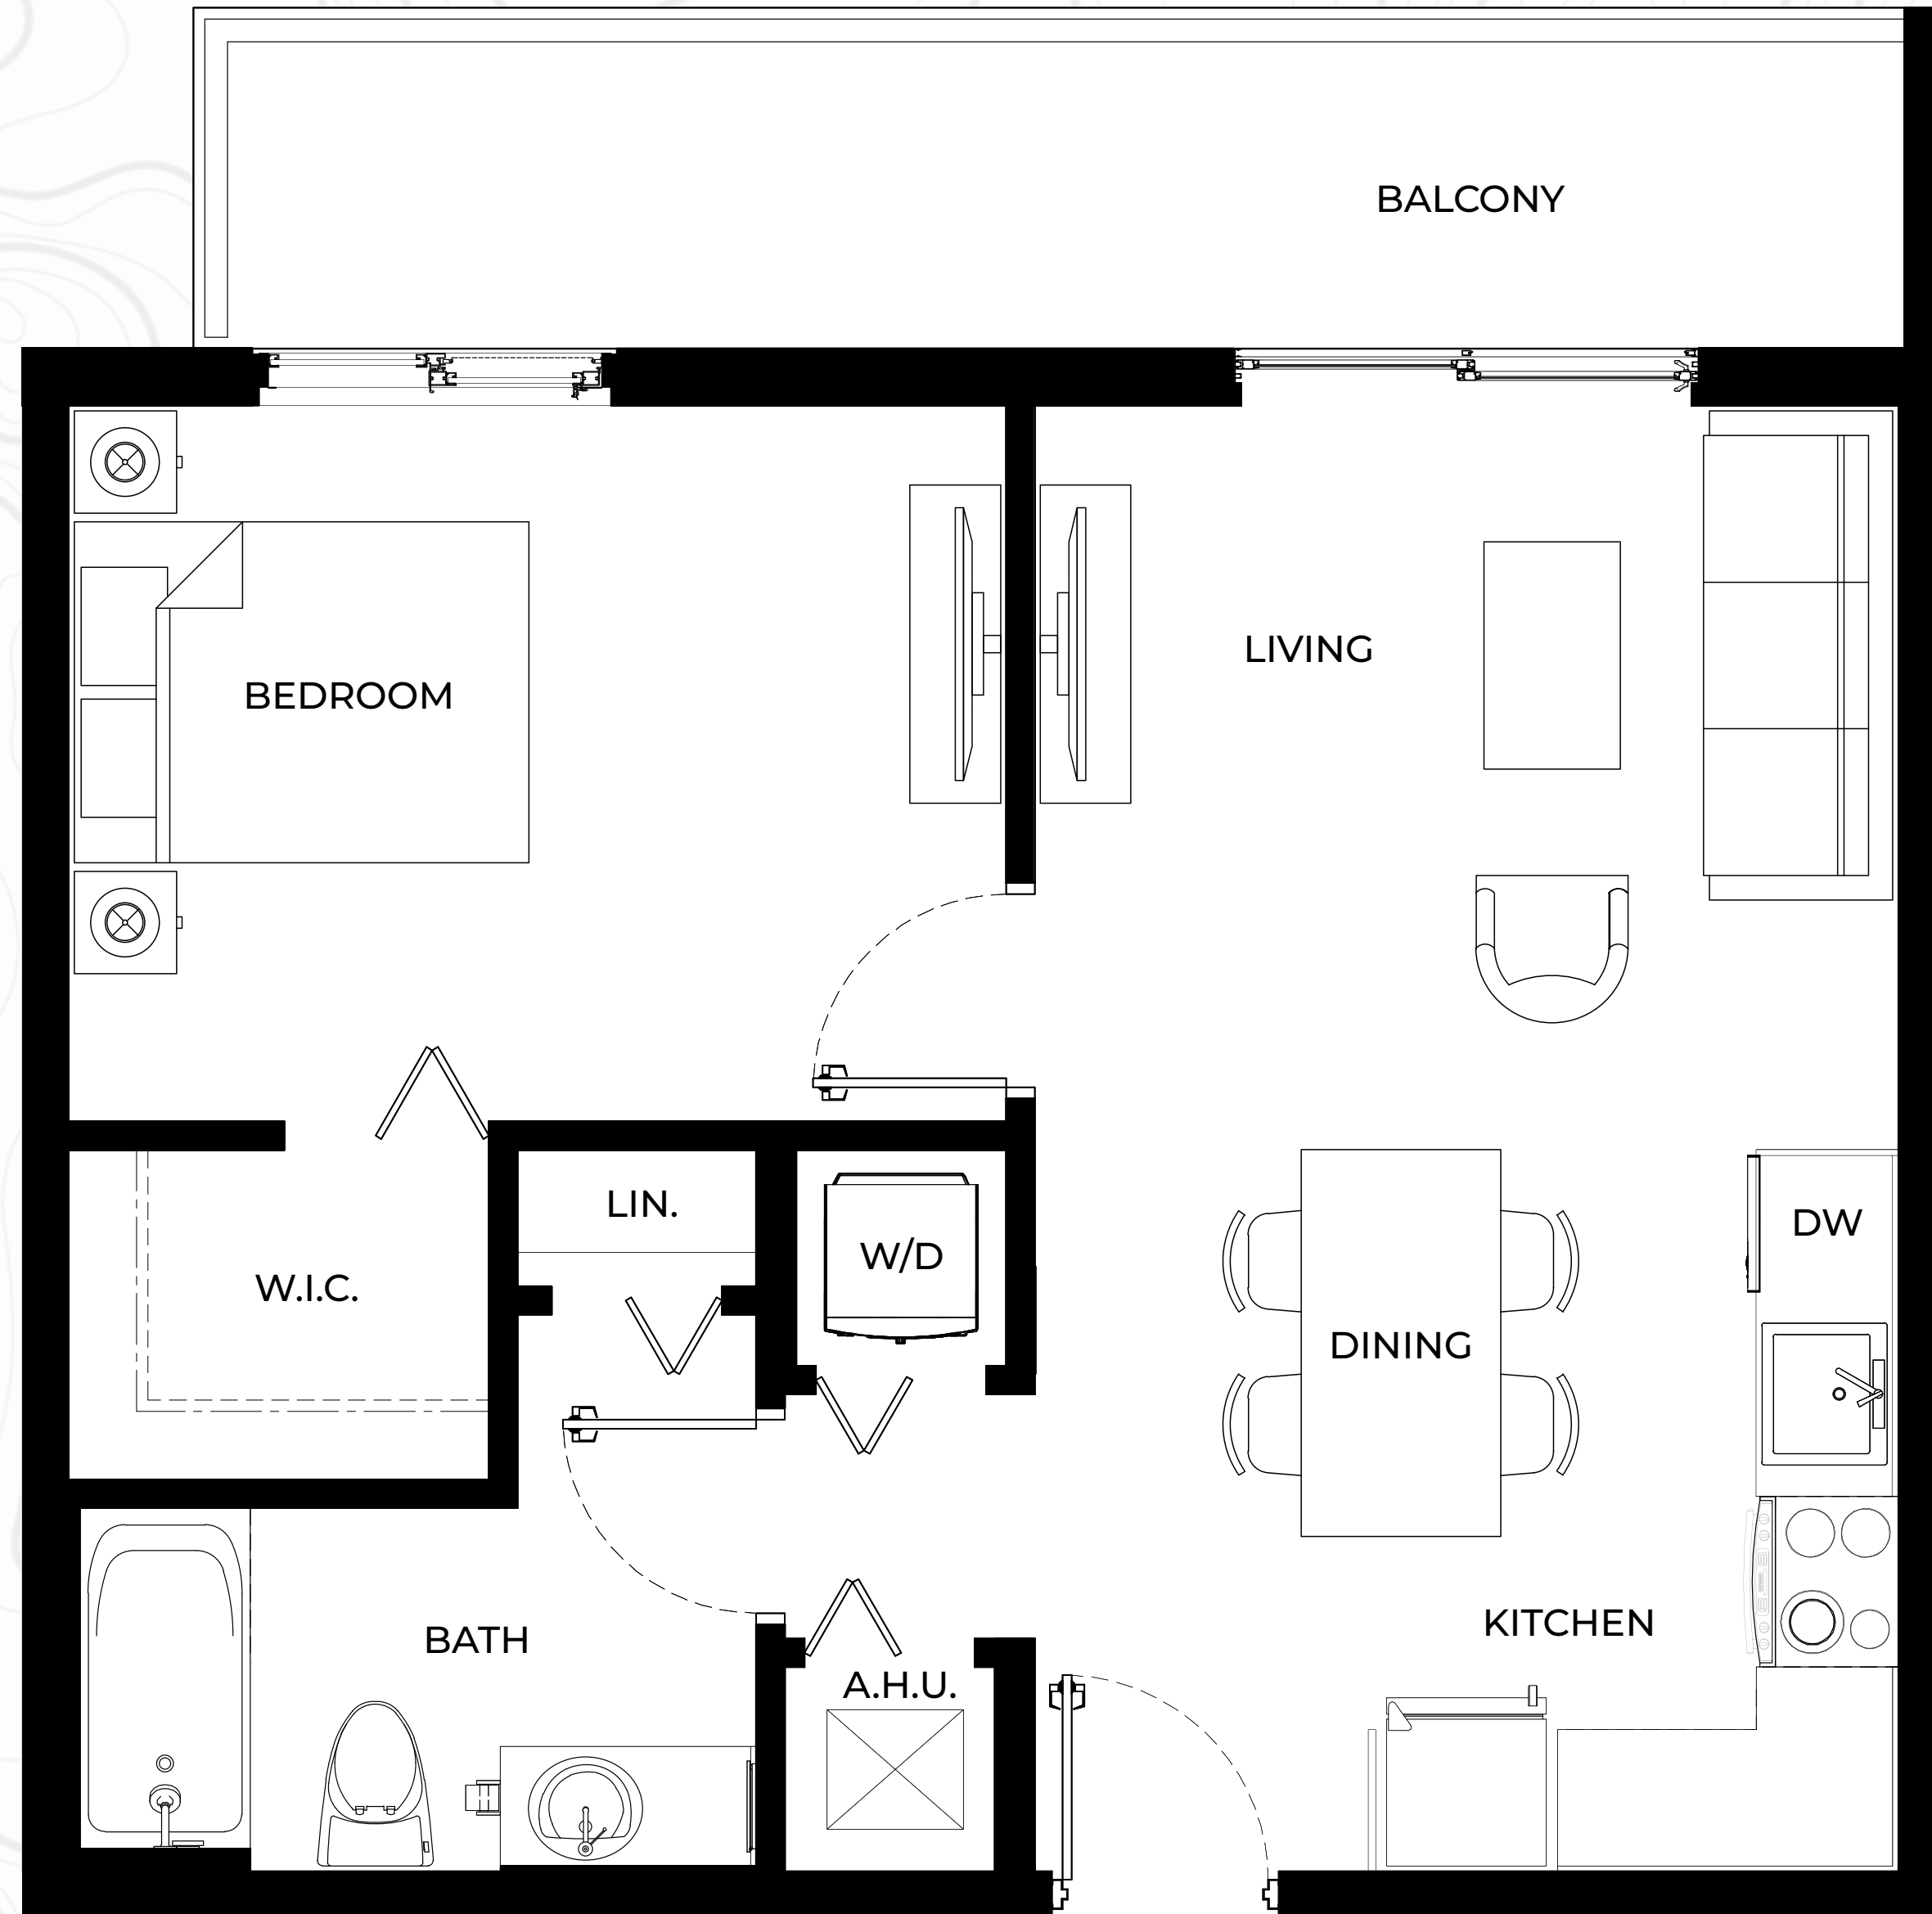 BALCONY
LIVING
BEDROOM
LIN.
DW
W/D
W.I.C.
DINING
KITCHEN
BATH
A.H.U.